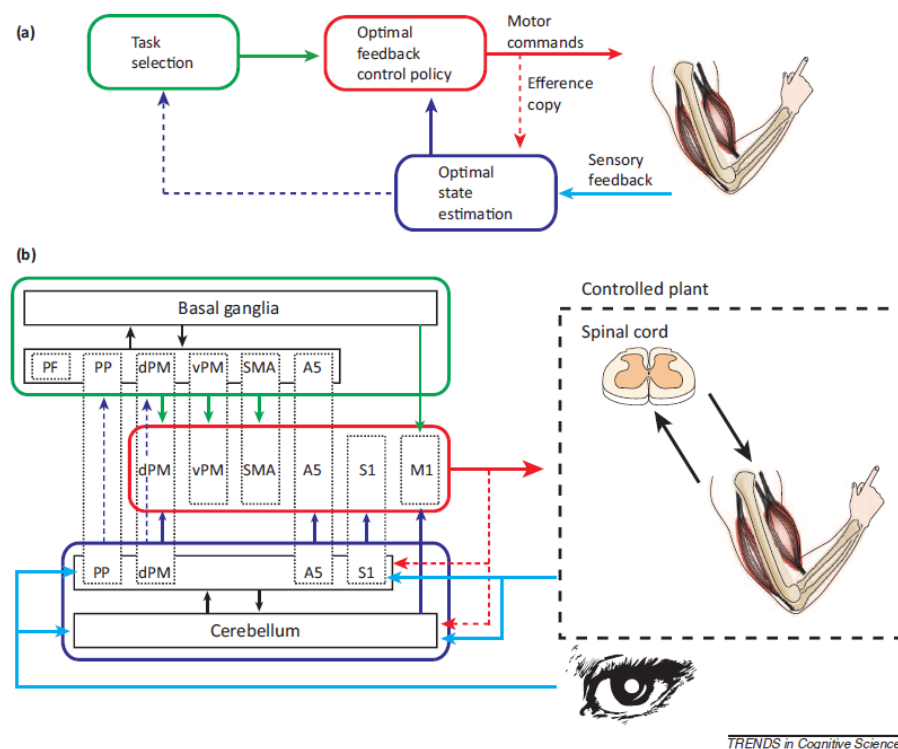 (a)
Task
selection
Optimal
feedback
control policy
Motor
commands
Efference
copy
Optimal
state
estimation
Sensory
feedback
(b)
Basal ganglia
PF PP dPM vPM SMA A5
dPM vPM SMA A5 S1 M1
PP dPM A5 S1
Cerebellum
Controlled plant
Spinal cord
TRENDS in Cognitive Science